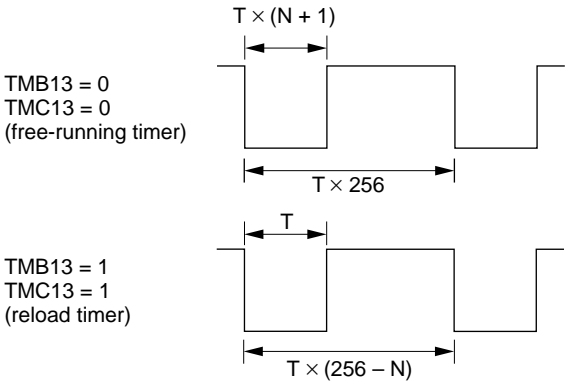 T × (N + 1)
TMB13 = 0
TMC13 = 0
(free-running timer)
T × 256
T
TMB13 = 1
TMC13 = 1
(reload timer)
T × (256 – N)